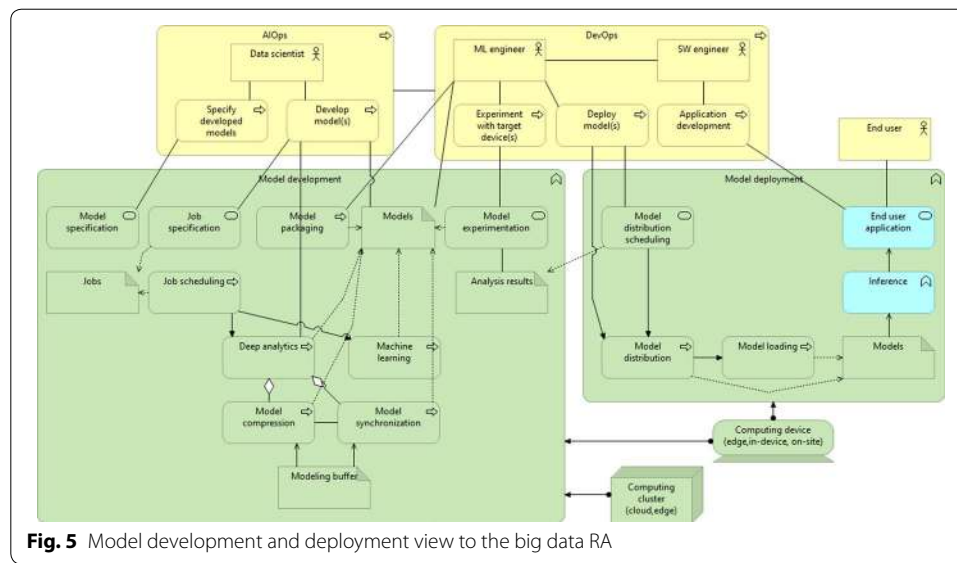 AIOps
DevOps
Data scientist
ML engineer
SW engineer
Specify
developed
models
Develop
model(s)
Experiment
with target
device(s)
Deploy
model(s)
Application
development
End user
Model development
Model deployment
Model
specification
Job
specification
Model
packaging
Models
Model
experimentation
Model
distribution
scheduling
End user
application
Jobs
Job scheduling
Analysis results
Inference
Deep analytics
Machine
learning
Model
distribution
Model loading
Models
Model
compression
Model
synchronization
Computing device
(edge,in-device, on-site)
Modeling buffer
Computing
cluster
(cloud,edge)
Fig. 5 Model development and deployment view to the big data RA